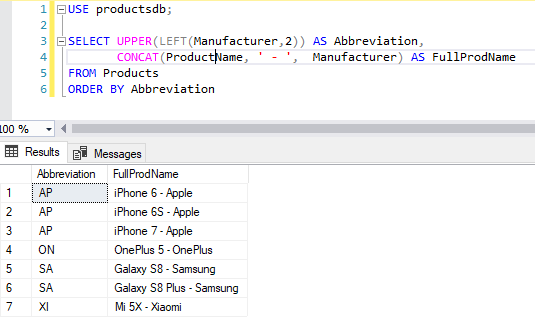 1 USE productsdb;
2
3 SELECT UPPER(LEFT(Manufacturer,2)) AS Abbreviation,
4 CONCAT(ProductName, ' - ', Manufacturer) AS FullProdName
5 FROM Products
6 ORDER BY Abbreviation
100 %
Results Messages
Abbreviation FullProdName
1 AP iPhone 6 - Apple
2 AP iPhone 6S - Apple
3 AP iPhone 7 - Apple
4 ON OnePlus 5 - OnePlus
5 SA Galaxy S8 - Samsung
6 SA Galaxy S8 Plus - Samsung
7 XI Mi 5X - Xiaomi